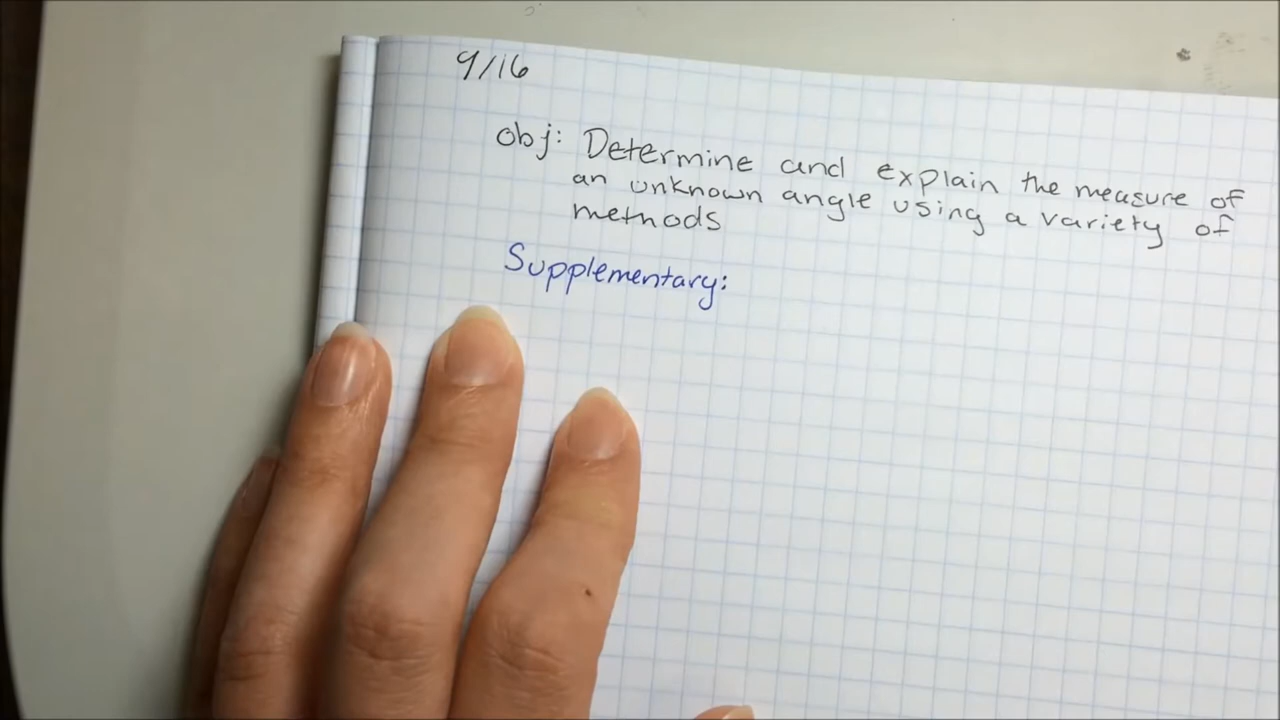 9/16
obj: Determine and explain the measure of
an unknown angle using a variety of
methods
Supplementary: